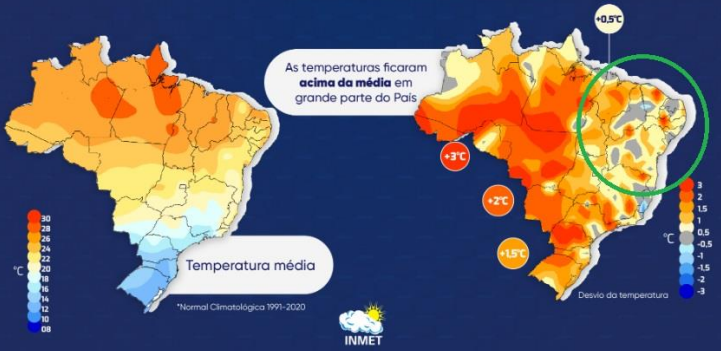 +0,5°C
As temperaturas ficaram
acima da média em
grande parte do País
+3°C
+2°C
+1,5°C
30
28
26
24
22
20
18
16
14
12
10
08
°C
Temperatura média
*Normal Climatológica 1991-2020
3
2
1,5
1
0,5
-0,5
-1
-1,5
-2
-3
°C
Desvio da temperatura
INMET